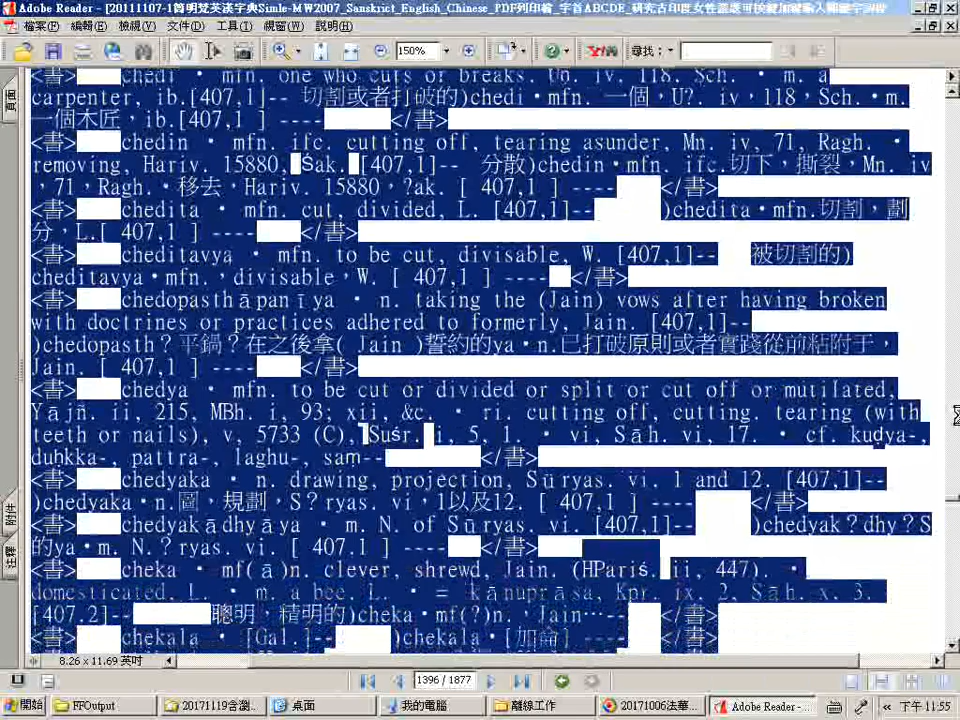 Adobe Reader - [20111107-1簡明梵英漢字典Simle-MW2007_Sanskrict_English_Chinese_PDF列印輸_字首ABCDE_研究古印度女性
檔案(F) 編輯(E) 檢視(V) 文件(D) 工具(T) 視窗(W) 說明(H)
150% 尋找：
頁面
<書> chedi ‧ mfn. one who cuts or breaks. Un. iv, 118. Sch. ‧ m. a
carpenter, ib.[407,1]-- 切割或者打破的)chedi‧mfn. 一個，U?. iv，118，Sch.‧m.
一個木匠，ib.[407,1 ] ---- </書>
<書> chedin ‧ mfn. ifc. cutting off, tearing asunder, Mn. iv, 71, Ragh. ‧
removing, Hariv. 15880, Śak. [407,1]-- 分散)chedin‧mfn. ifc.切下，撕裂，Mn. iv
，71，Ragh.‧移去，Hariv. 15880，?ak. [ 407,1 ] ---- </書>
<書> chedita ‧ mfn. cut, divided, L. [407,1]-- )chedita‧mfn.切割，劃
分，L.[ 407,1 ] ---- </書>
<書> cheditavya ‧ mfn. to be cut, divisable, W. [407,1]-- 被切割的)
cheditavya‧mfn.，divisable，W. [ 407,1 ] ---- </書>
<書> chedopasthāpanīya ‧ n. taking the (Jain) vows after having broken
with doctrines or practices adhered to formerly, Jain. [407,1]--
)chedopasth？平鍋？在之後拿( Jain )誓約的ya‧n.已打破原則或者實踐從前粘附于，
Jain. [ 407,1 ] ---- </書>
<書> chedya ‧ mfn. to be cut or divided or split or cut off or mutilated,
Yājñ. ii, 215. MBh. i, 93; xii, &c. ‧ ri. cutting off, cutting. tearing (with
teeth or nails), v, 5733 (C), Suśr. i, 5, 1. ‧ vi, Sāh. vi, 17. ‧ cf. kuḍya-,
duḥkka-, pattra-, laghu-, saṃ-- </書>
<書> chedyaka ‧ n. drawing, projection, Sūryas. vi. 1 and 12. [407,1]--
)chedyaka‧n.圖，規劃，S？ryas. vi，1以及12. [ 407,1 ] ---- </書>
<書> chedyakādhyāya ‧ m. N. of Sūryas. vi. [407,1]-- )chedyak？dhy？S
的ya‧m. N.？ryas. vi. [ 407.1 ] ---- </書>
<書> cheka ‧ mf(ā)n. clever, shrewd, Jain. (HPariś. ii, 447). ‧
domesticated, L. ‧ m. a bee. L. ‧ = kānuprāsa, Kpr. ix, 2, Sāh. x. 3.
[407.2]-- 聰明，精明的)cheka‧mf(?)n.，Jain… </書>
<書> chekala ‧ [Gal.]-- )chekala‧[加侖] ---- </書>
附件
注釋
8.26 x 11.69 英吋
1396 / 1877
開始 FFOutput 20171119含瀏... 桌面 我的電腦 離線工作 20171006法華... Adobe Reader -... 下午 11:55